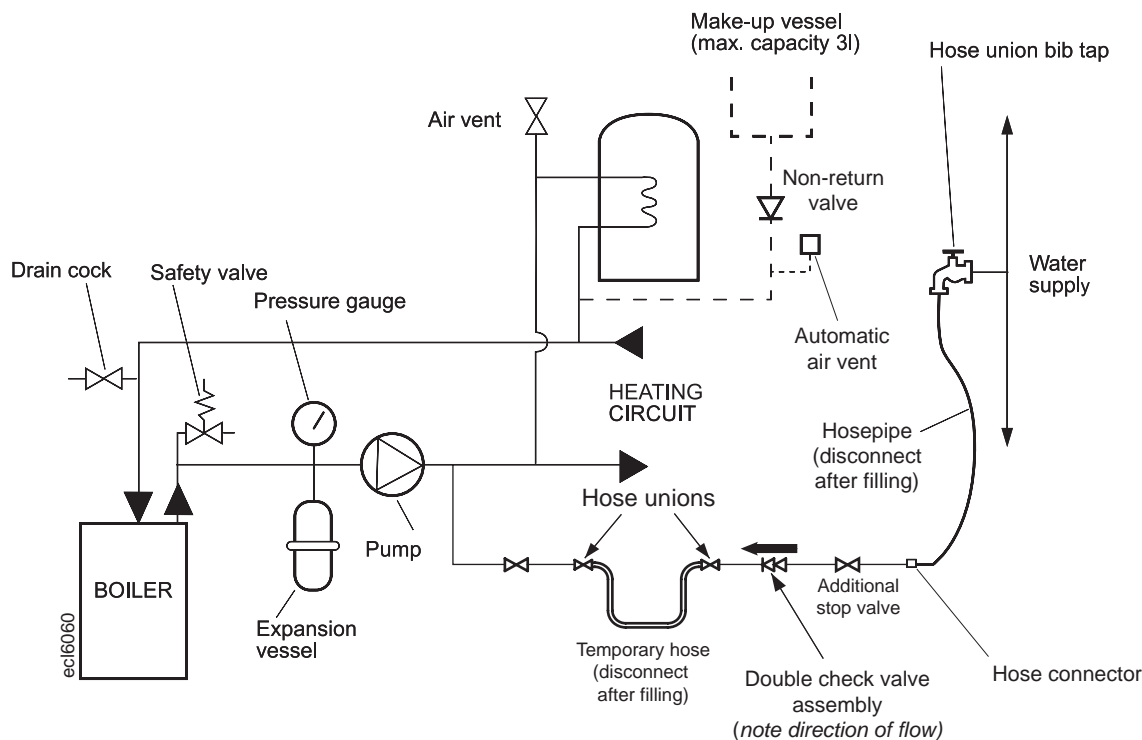 Make-up vessel
(max. capacity 3l)
Hose union bib tap
Air vent
Non-return
valve
Drain cock
Safety valve
Pressure gauge
Water
supply
Automatic
air vent
HEATING
CIRCUIT
Hosepipe
(disconnect
after filling)
Hose unions
Pump
BOILER
ecl6060
Expansion
vessel
Additional
stop valve
Temporary hose
(disconnect
after filling)
Double check valve
assembly
(note direction of flow)
Hose connector